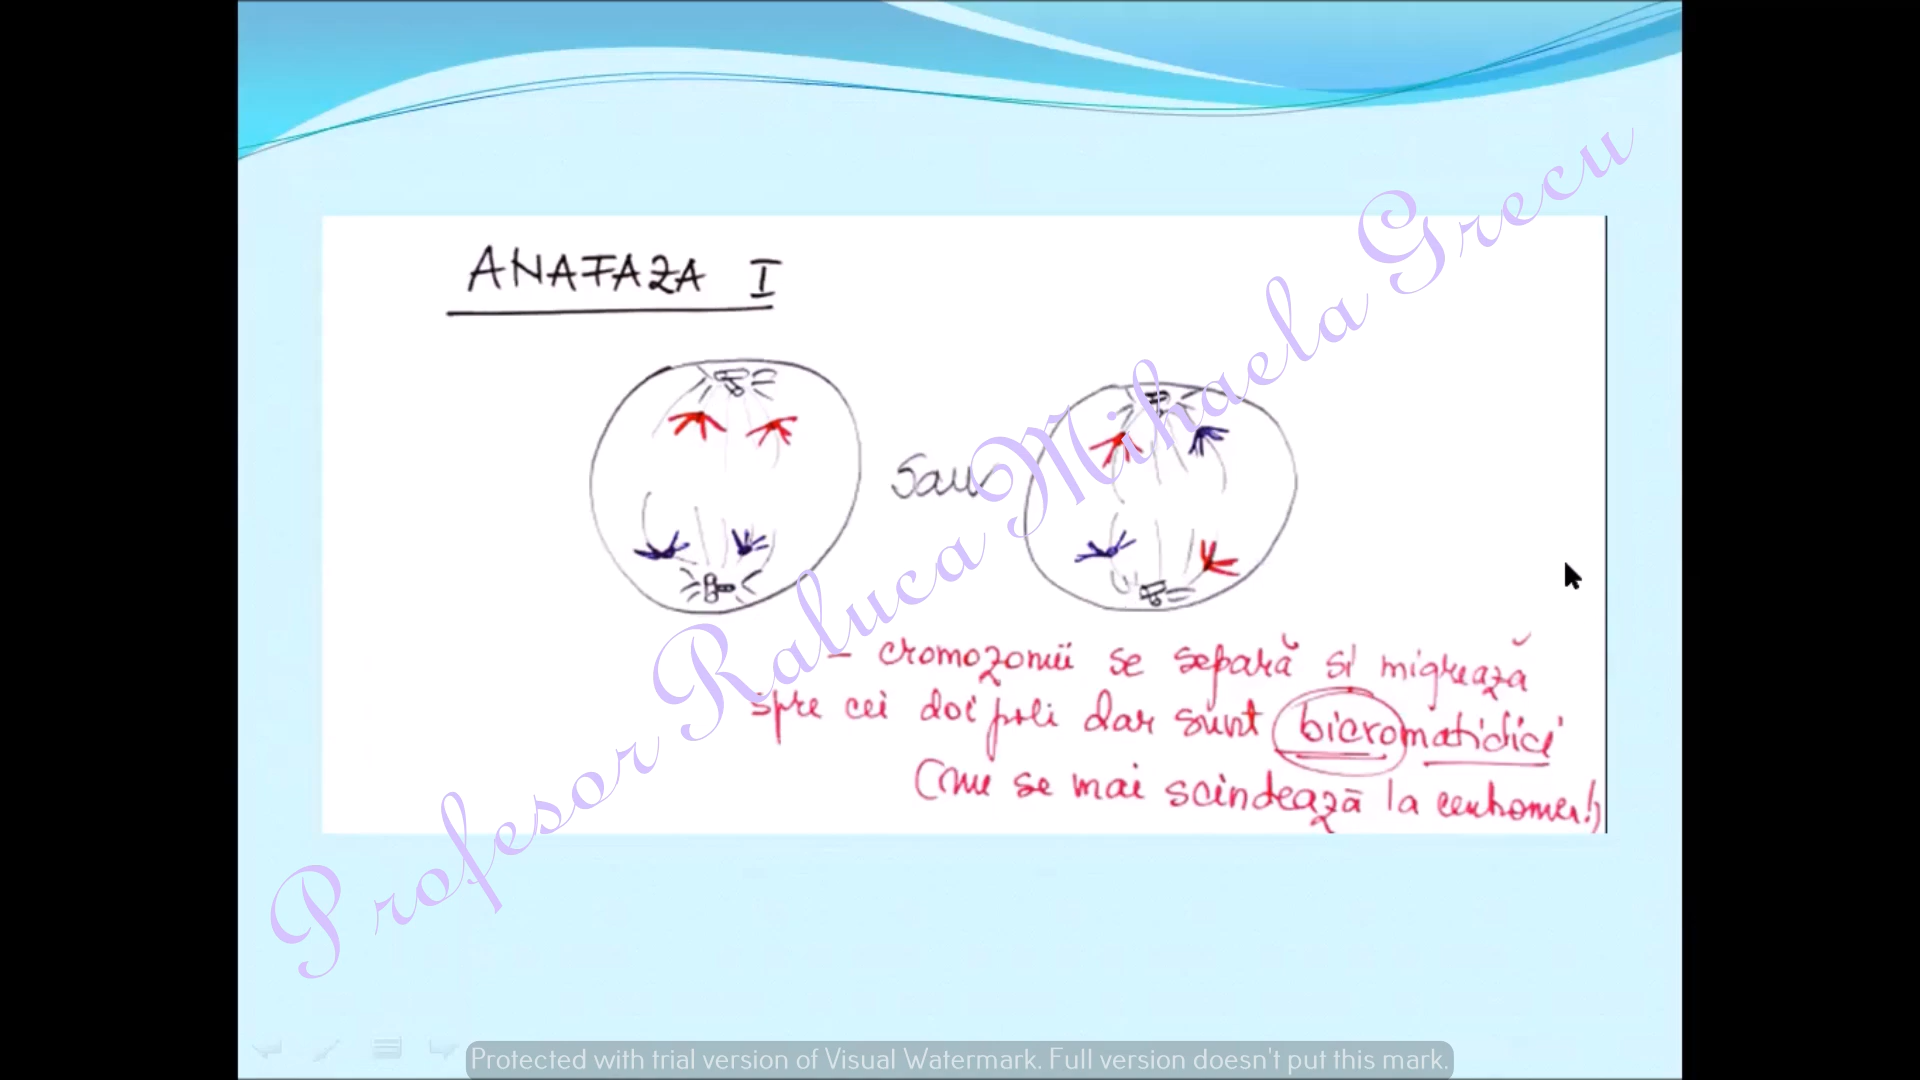 ANAFAZA I
sau
- cromozomii se separă si migrează
spre cei doi poli dar sunt bicromatidici
(nu se mai scindează la centromer!)
Profesor Raluca Mihaela Grecu
Protected with trial version of Visual Watermark. Full version doesn't put this mark.